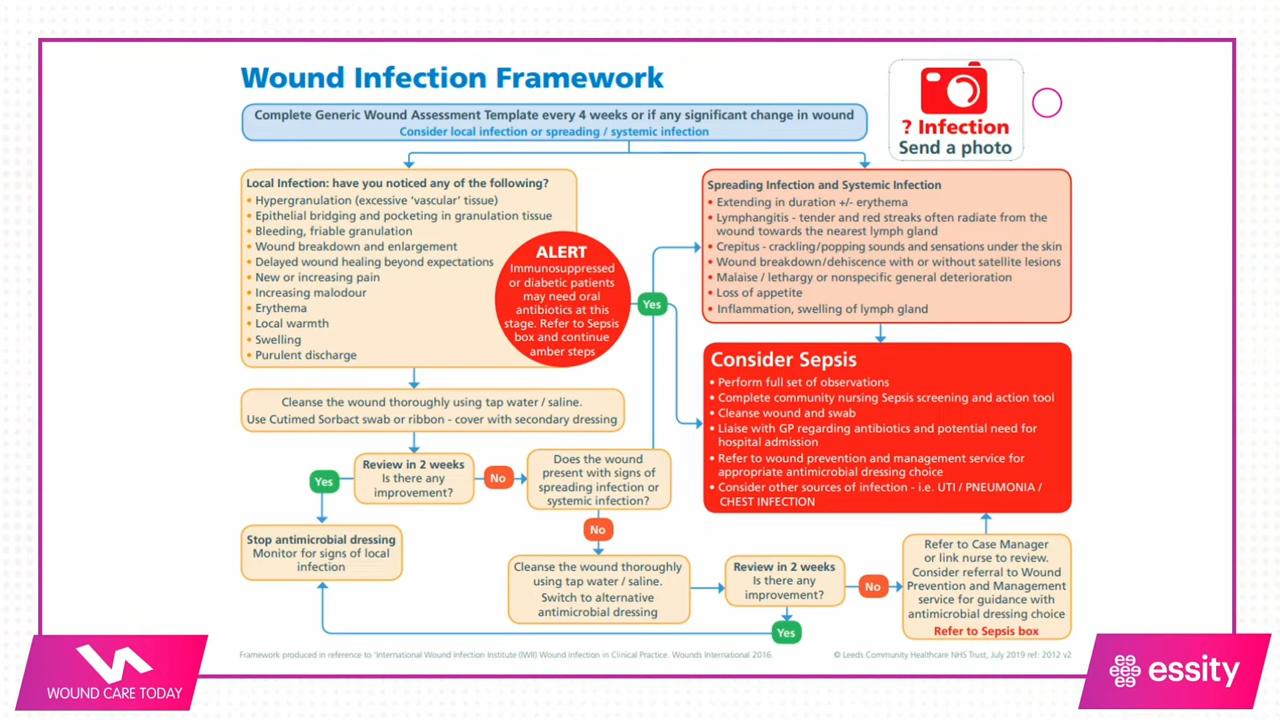 Wound Infection Framework
? Infection
Send a photo
Complete Generic Wound Assessment Template every 4 weeks or if any significant change in wound
Consider local infection or spreading / systemic infection
Local Infection: have you noticed any of the following?
• Hypergranulation (excessive ‘vascular’ tissue)
• Epithelial bridging and pocketing in granulation tissue
• Bleeding, friable granulation
• Wound breakdown and enlargement
• Delayed wound healing beyond expectations
• New or increasing pain
• Increasing malodour
• Erythema
• Local warmth
• Swelling
• Purulent discharge
ALERT
Immunosuppressed
or diabetic patients
may need oral
antibiotics at this
stage. Refer to Sepsis
box and continue
amber steps
Yes
Spreading Infection and Systemic Infection
• Extending in duration +/- erythema
• Lymphangitis - tender and red streaks often radiate from the
wound towards the nearest lymph gland
• Crepitus - crackling/popping sounds and sensations under the skin
• Wound breakdown/dehiscence with or without satellite lesions
• Malaise / lethargy or nonspecific general deterioration
• Loss of appetite
• Inflammation, swelling of lymph gland
Consider Sepsis
• Perform full set of observations
• Complete community nursing Sepsis screening and action tool
• Cleanse wound and swab
• Liaise with GP regarding antibiotics and potential need for
hospital admission
• Refer to wound prevention and management service for
appropriate antimicrobial dressing choice
• Consider other sources of infection - i.e. UTI / PNEUMONIA /
CHEST INFECTION
Cleanse the wound thoroughly using tap water / saline.
Use Cutimed Sorbact swab or ribbon - cover with secondary dressing
Review in 2 weeks
Is there any
improvement?
Yes
No
Does the wound
present with signs of
spreading infection or
systemic infection?
No
Stop antimicrobial dressing
Monitor for signs of local
infection
Cleanse the wound thoroughly
using tap water / saline.
Switch to alternative
antimicrobial dressing
Review in 2 weeks
Is there any
improvement?
No
Yes
Refer to Case Manager
or link nurse to review.
Consider referral to Wound
Prevention and Management
service for guidance with
antimicrobial dressing choice
Refer to Sepsis box
Framework produced in reference to 'International Wound Infection Institute (IWII) Wound Infection in Clinical Practice. Wounds International 2016.
© Leeds Community Healthcare NHS Trust, July 2019 ref: 2012 v2
WOUND CARE TODAY
essity